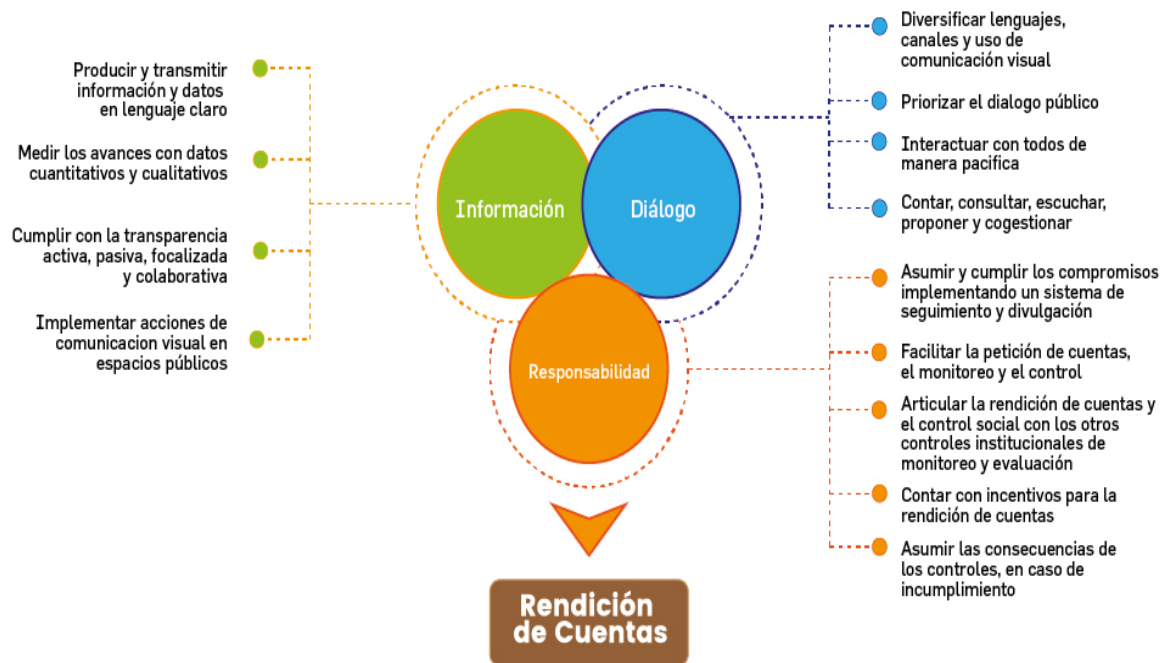 Producir y transmitir
información y datos
en lenguaje claro
Medir los avances con datos
cuantitativos y cualitativos
Cumplir con la transparencia
activa, pasiva, focalizada
y colaborativa
Implementar acciones de
comunicacion visual en
espacios públicos
Información
Diálogo
Responsabilidad
Diversificar lenguajes,
canales y uso de
comunicación visual
Priorizar el dialogo público
Interactuar con todos de
manera pacifica
Contar, consultar, escuchar,
proponer y cogestionar
Asumir y cumplir los compromisos
implementando un sistema de
seguimiento y divulgación
Facilitar la petición de cuentas,
el monitoreo y el control
Articular la rendición de cuentas y
el control social con los otros
controles institucionales de
monitoreo y evaluación
Contar con incentivos para la
rendición de cuentas
Asumir las consecuencias de
los controles, en caso de
incumplimiento
Rendición
de Cuentas